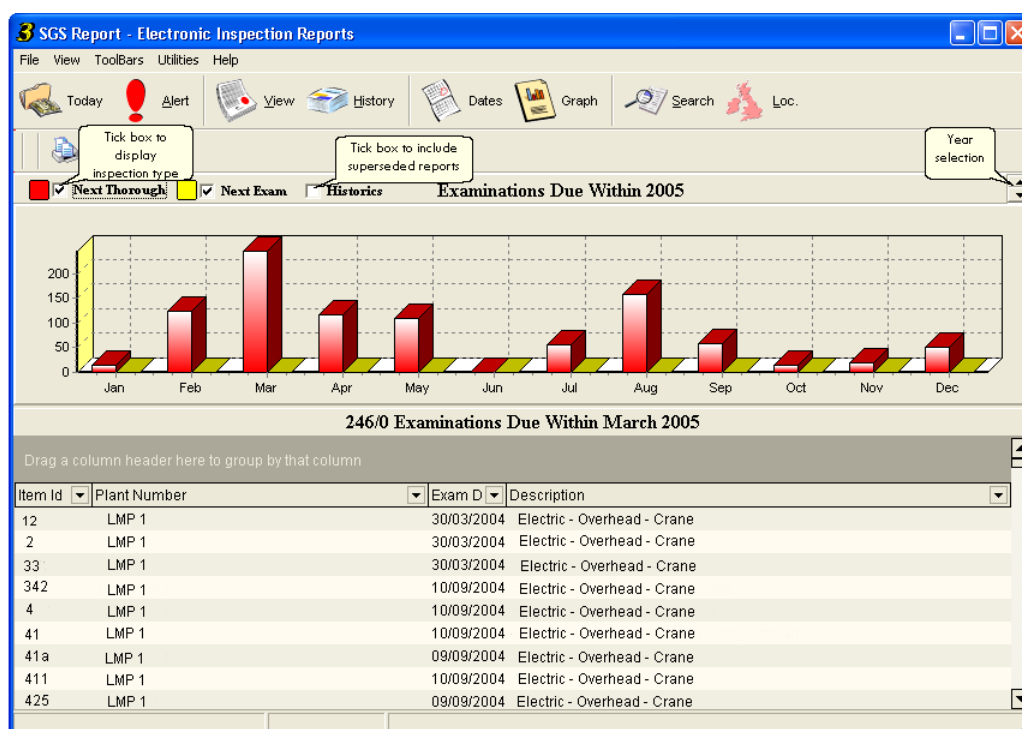 3 SGS Report - Electronic Inspection Reports
File View ToolBars Utilities Help
Today Alert View History Dates Graph Search Loc.
Tick box to
display
inspection type
Tick box to include
superseded reports
Year
selection
Next Thorough Next Exam Historics Examinations Due Within 2005
200
150
100
50
0
Jan Feb Mar Apr May Jun Jul Aug Sep Oct Nov Dec
246/0 Examinations Due Within March 2005
Drag a column header here to group by that column
Item Id Plant Number Exam D Description
12 LMP 1 30/03/2004 Electric - Overhead - Crane
2 LMP 1 30/03/2004 Electric - Overhead - Crane
33 LMP 1 30/03/2004 Electric - Overhead - Crane
342 LMP 1 10/09/2004 Electric - Overhead - Crane
4 LMP 1 10/09/2004 Electric - Overhead - Crane
41 LMP 1 10/09/2004 Electric - Overhead - Crane
41a LMP 1 09/09/2004 Electric - Overhead - Crane
411 LMP 1 10/09/2004 Electric - Overhead - Crane
425 LMP 1 09/09/2004 Electric - Overhead - Crane